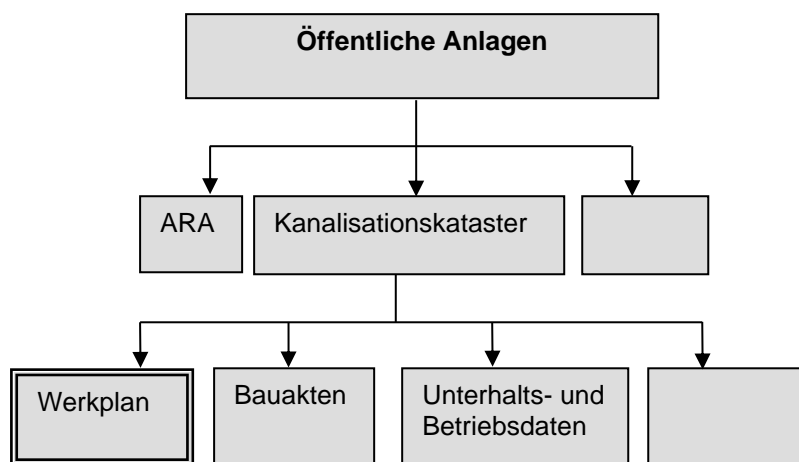 Öffentliche Anlagen
ARA
Kanalisationskataster
Werkplan
Bauakten
Unterhalts- und
Betriebsdaten